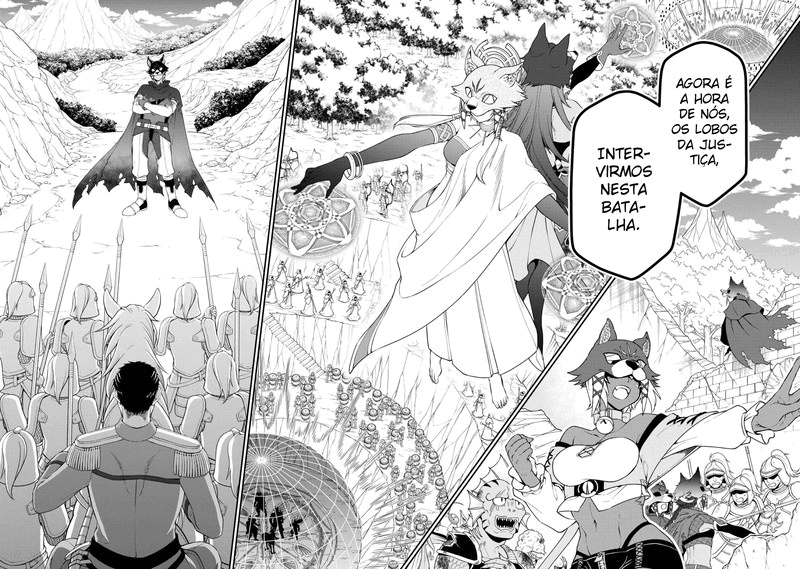 AGORA É
A HORA
DE NÓS,
OS LOBOS
DA JUS-
TIÇA,
INTER-
VIRMOS
NESTA
BATA-
LHA.